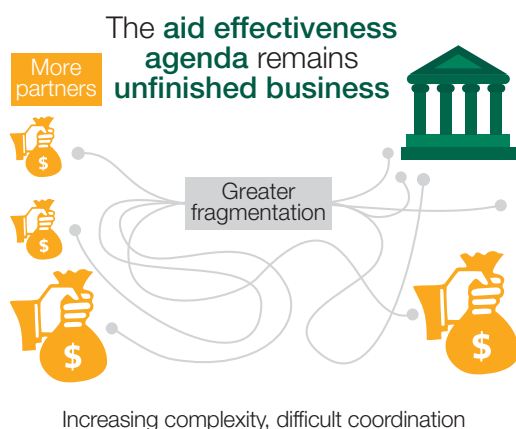 The aid effectiveness
agenda remains
unfinished business
More
partners
$
$
Greater
fragmentation
$
$
Increasing complexity, difficult coordination